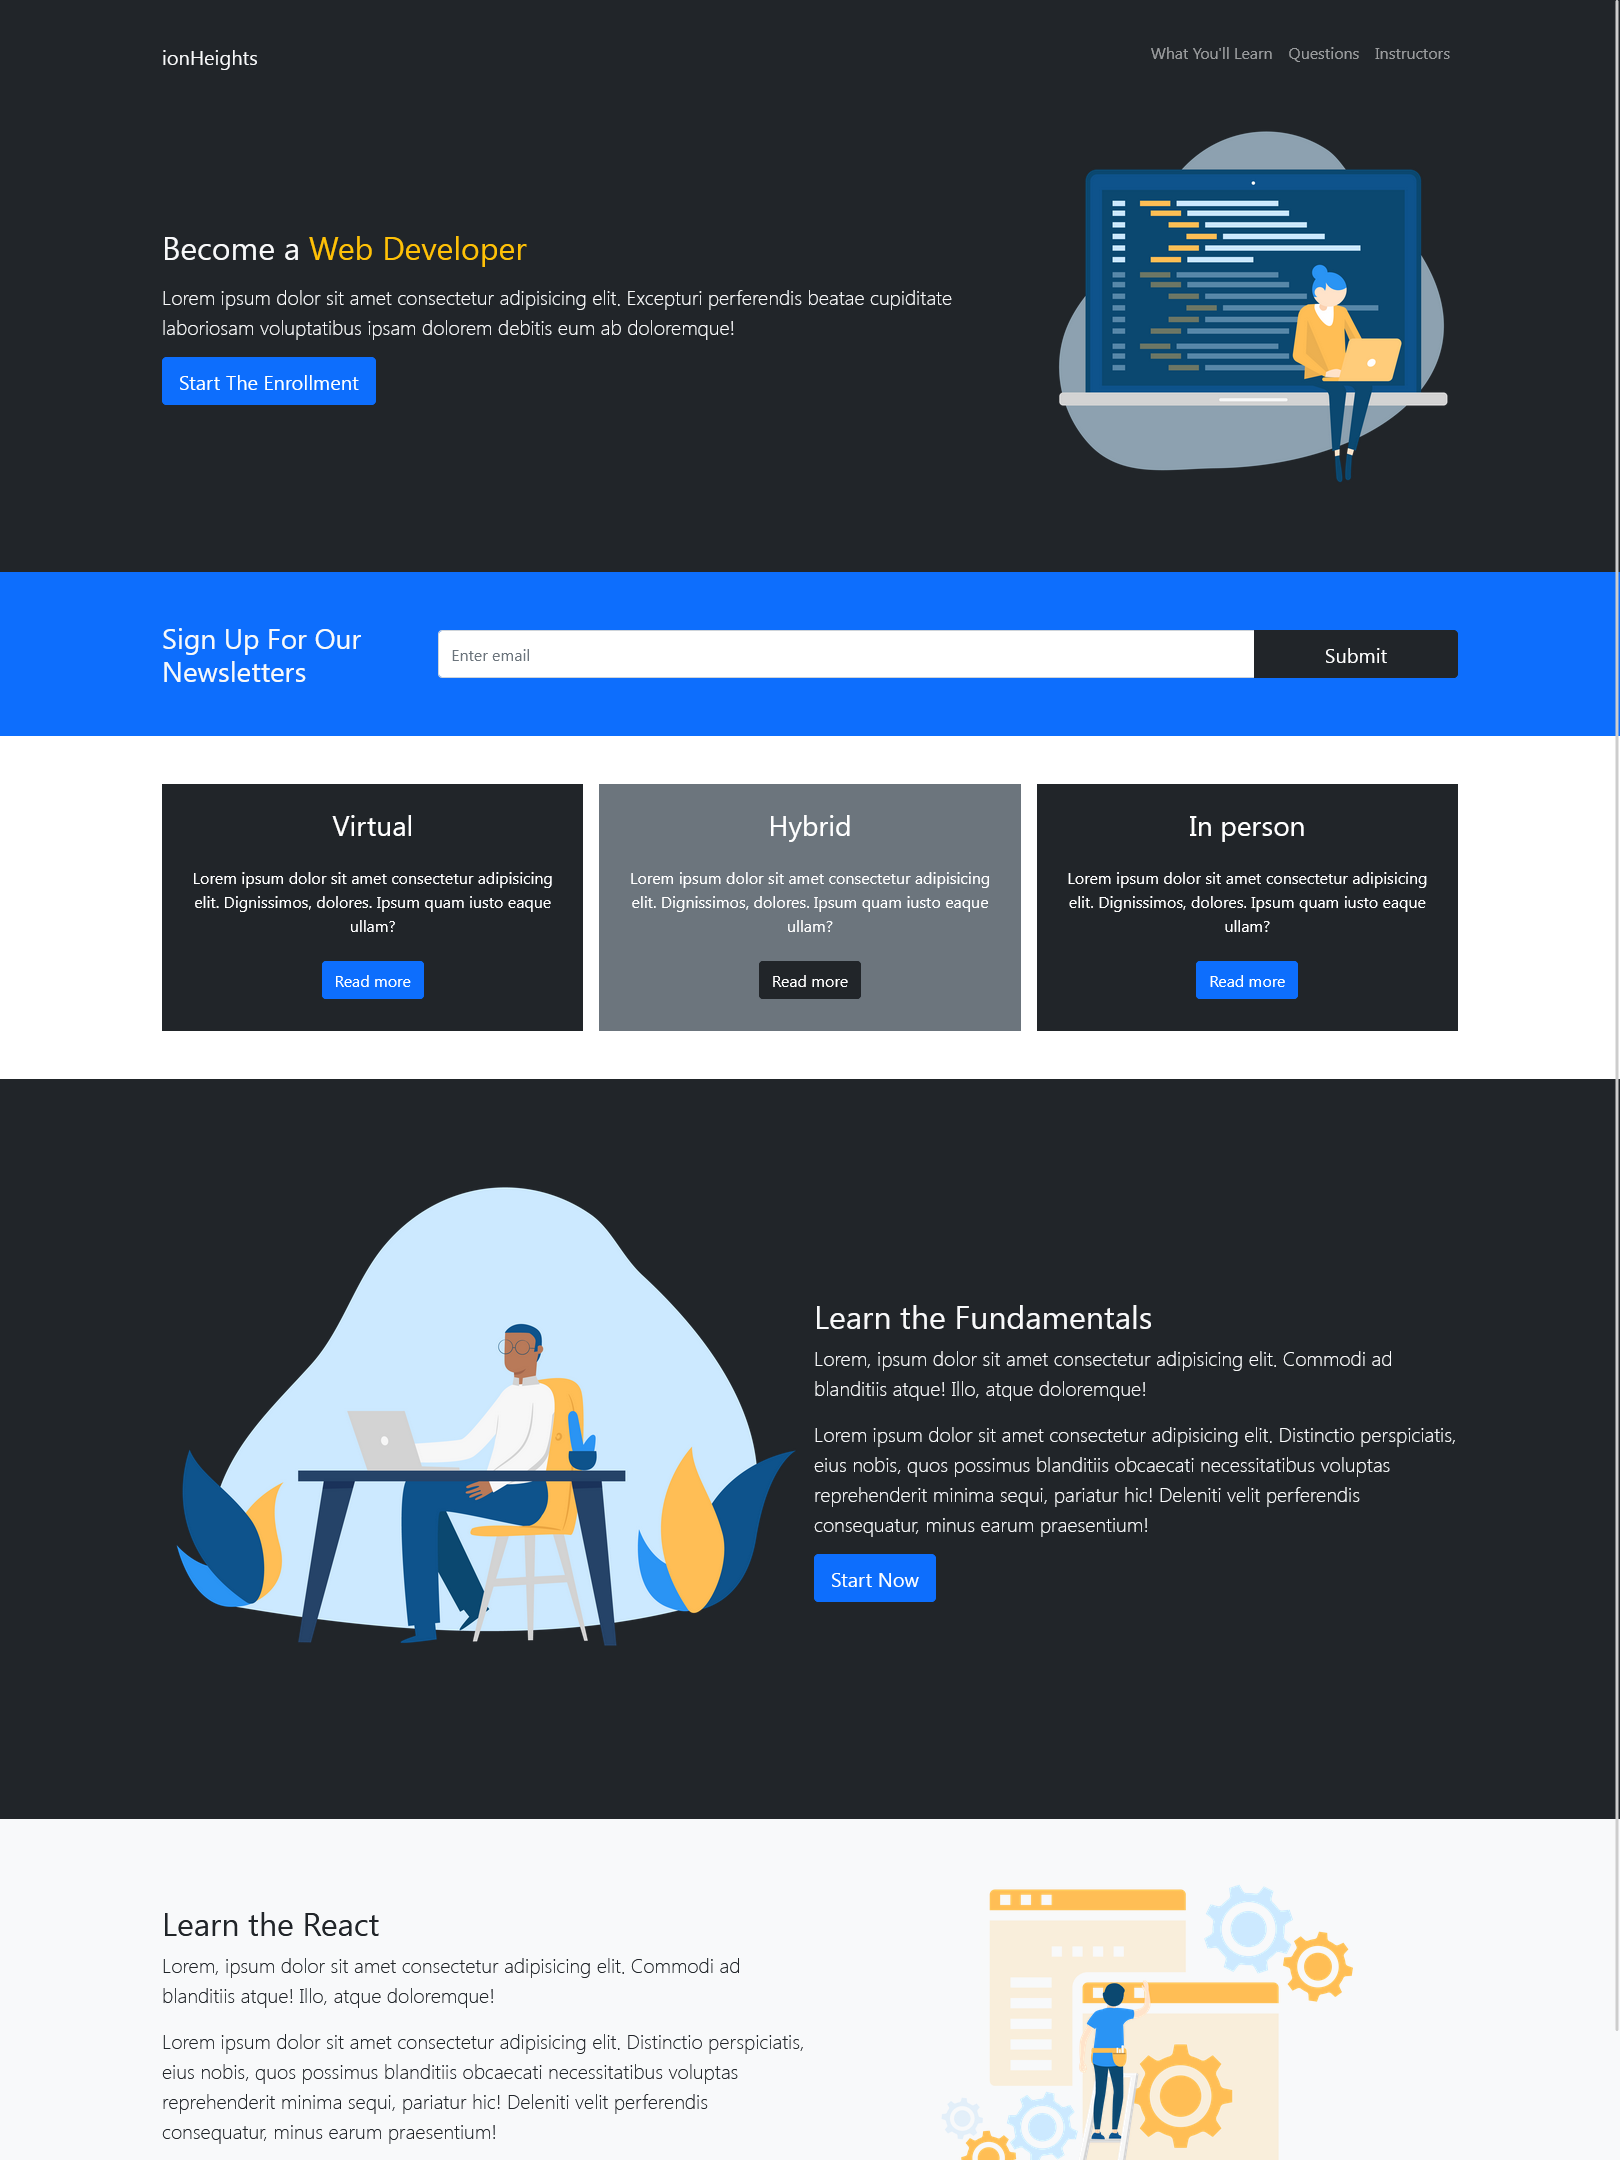 ionHeights
What You'll Learn Questions Instructors
Become a Web Developer
Lorem ipsum dolor sit amet consectetur adipisicing elit. Excepturi perferendis beatae cupiditate
laboriosam voluptatibus ipsam dolorem debitis eum ab doloremque!
Start The Enrollment
Sign Up For Our
Newsletters
Enter email
Submit
Virtual
Lorem ipsum dolor sit amet consectetur adipisicing
elit. Dignissimos, dolores. Ipsum quam iusto eaque
ullam?
Read more
Hybrid
Lorem ipsum dolor sit amet consectetur adipisicing
elit. Dignissimos, dolores. Ipsum quam iusto eaque
ullam?
Read more
In person
Lorem ipsum dolor sit amet consectetur adipisicing
elit. Dignissimos, dolores. Ipsum quam iusto eaque
ullam?
Read more
Learn the Fundamentals
Lorem, ipsum dolor sit amet consectetur adipisicing elit. Commodi ad
blanditiis atque! Illo, atque doloremque!
Lorem ipsum dolor sit amet consectetur adipisicing elit. Distinctio perspiciatis,
eius nobis, quos possimus blanditiis obcaecati necessitatibus voluptas
reprehenderit minima sequi, pariatur hic! Deleniti velit perferendis
consequatur, minus earum praesentium!
Start Now
Learn the React
Lorem, ipsum dolor sit amet consectetur adipisicing elit. Commodi ad
blanditiis atque! Illo, atque doloremque!
Lorem ipsum dolor sit amet consectetur adipisicing elit. Distinctio perspiciatis,
eius nobis, quos possimus blanditiis obcaecati necessitatibus voluptas
reprehenderit minima sequi, pariatur hic! Deleniti velit perferendis
consequatur, minus earum praesentium!